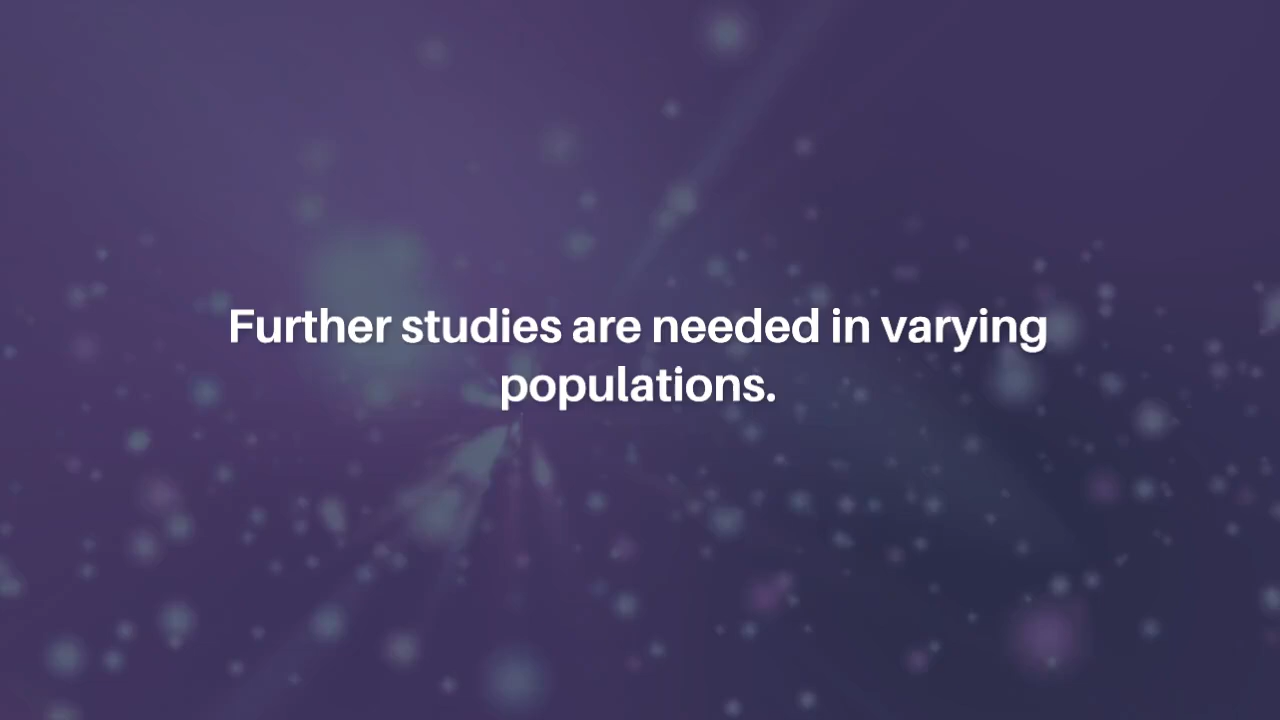 Further studies are needed in varying
populations.